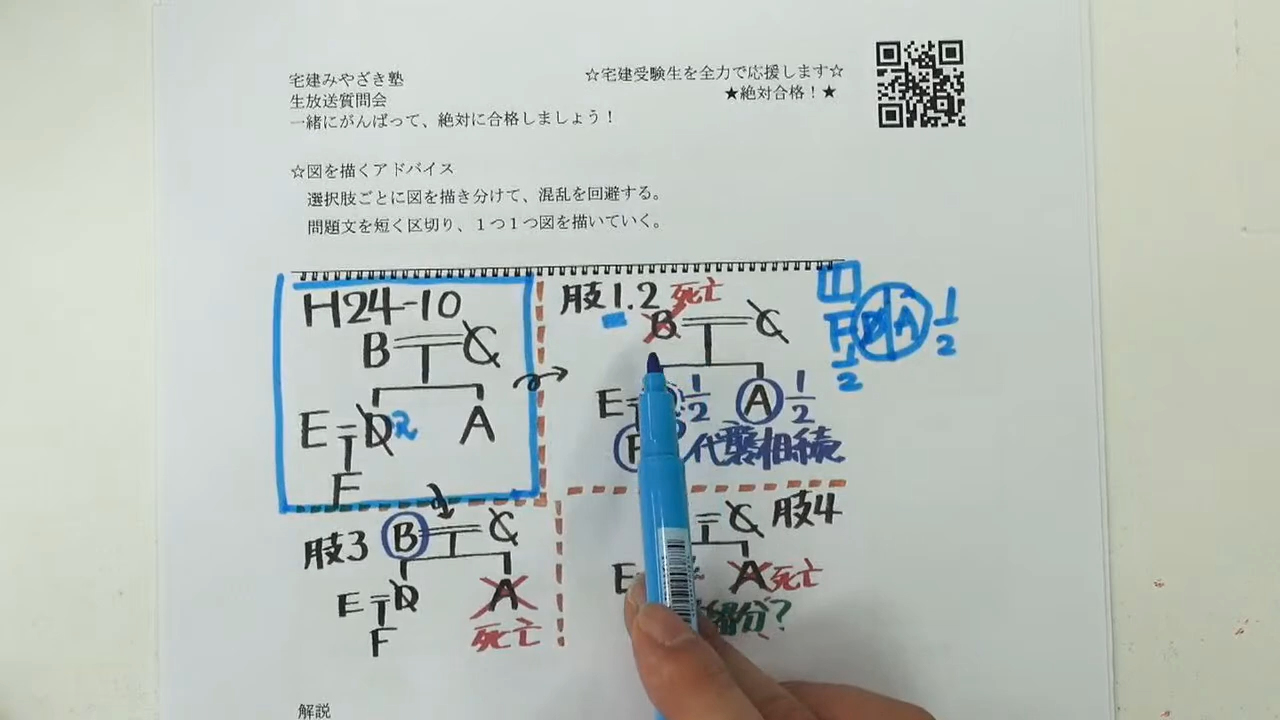 宅建みやざき塾
生放送質問会
一緒にがんばって、絶対に合格しましょう！
☆宅建受験生を全力で応援します☆
★絶対合格！★
☆図を描くアドバイス
選択肢ごとに図を描き分けて、混乱を回避する。
問題文を短く区切り、１つ１つ図を描いていく。
H24-10
B C
E D
A
F
肢1.2 死亡
B C
E 1/2 A 1/2
F 代襲相続
1
F A 1/2
1/2
肢3 B C
E D A
F 死亡
C 肢4
E A 死亡
分?
解説